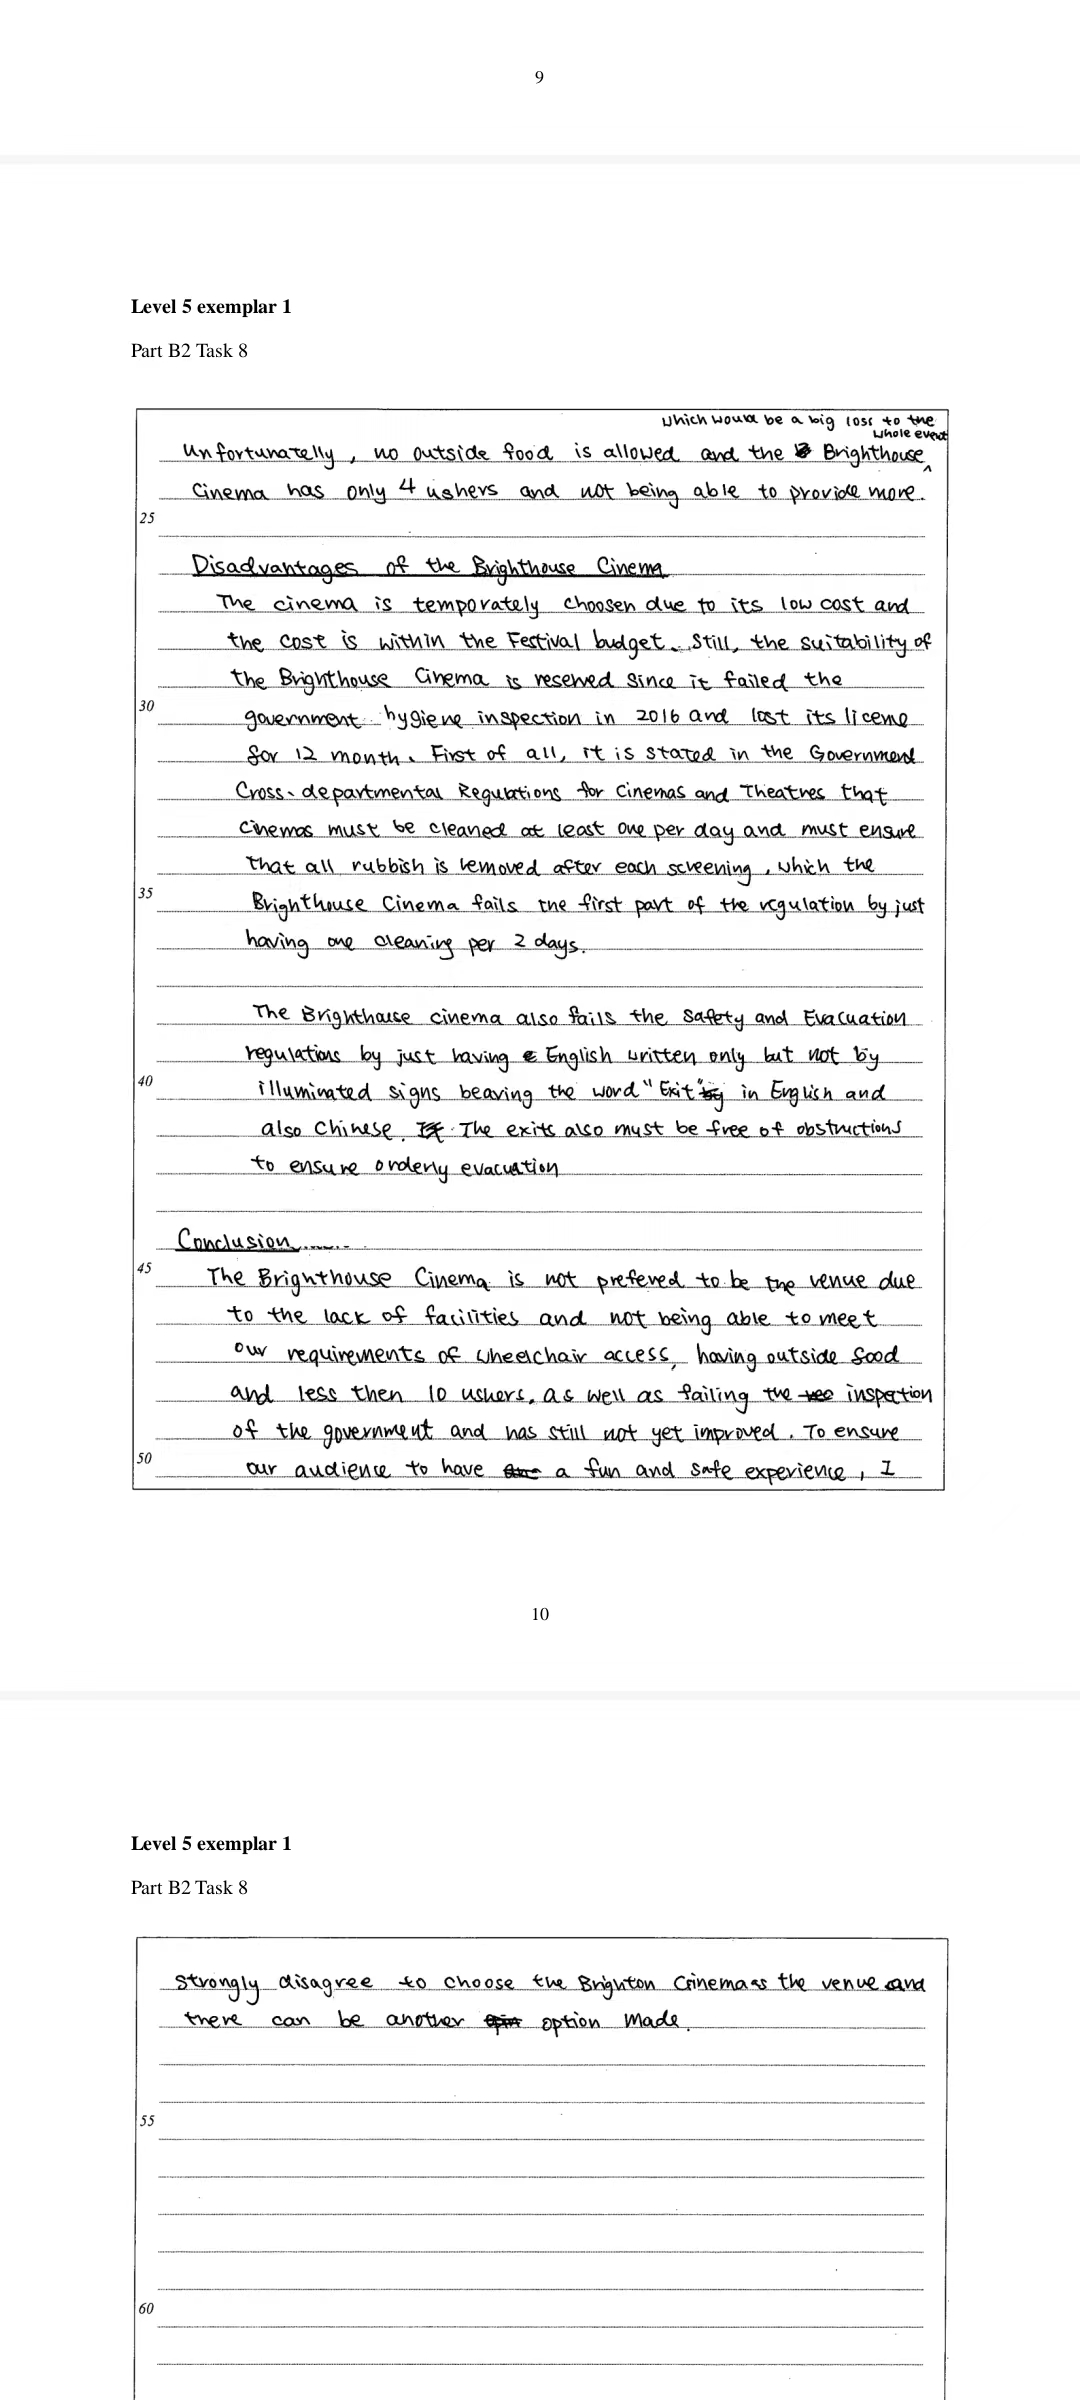 9
Level 5 exemplar 1
Part B2 Task 8
which would be a big loss to the
whole event
Unfortunatelly, no outside food is allowed and the Brighthouse
Cinema has only 4 ushers and not being able to provide more.
25
Disadvantages of the Brighthouse Cinema
The cinema is temporately choosen due to its low cost and
the cost is within the Festival budget. Still, the suitability of
the Brighthouse Cinema is reserved since it failed the
30
government hygiene inspection in 2016 and lost its license
for 12 month. First of all, it is stated in the Government
Cross-departmental Regulations for Cinemas and Theatres that
Cinemas must be cleaned at least one per day and must ensure
that all rubbish is removed after each screening, which the
35
Brighthouse Cinema fails the first part of the regulation by just
having one cleaning per 2 days.
The Brighthouse cinema also fails the Safety and Evacuation
regulations by just having English written only but not by
40
illuminated signs bearing the word "Exit" in English and
also Chinese. The exits also must be free of obstructions
to ensure orderly evacuation
Conclusion
45
The Brighthouse Cinema is not prefered to be the venue due
to the lack of facilities and not being able to meet
our requirements of wheelchair access, having outside food
and less then 10 ushers, as well as failing the inspection
of the government and has still not yet improved. To ensure
50
our audience to have a fun and safe experience, I
10
Level 5 exemplar 1
Part B2 Task 8
Strongly disagree to choose the Brighton Cinema as the venue and
there can be another option made.
55
60